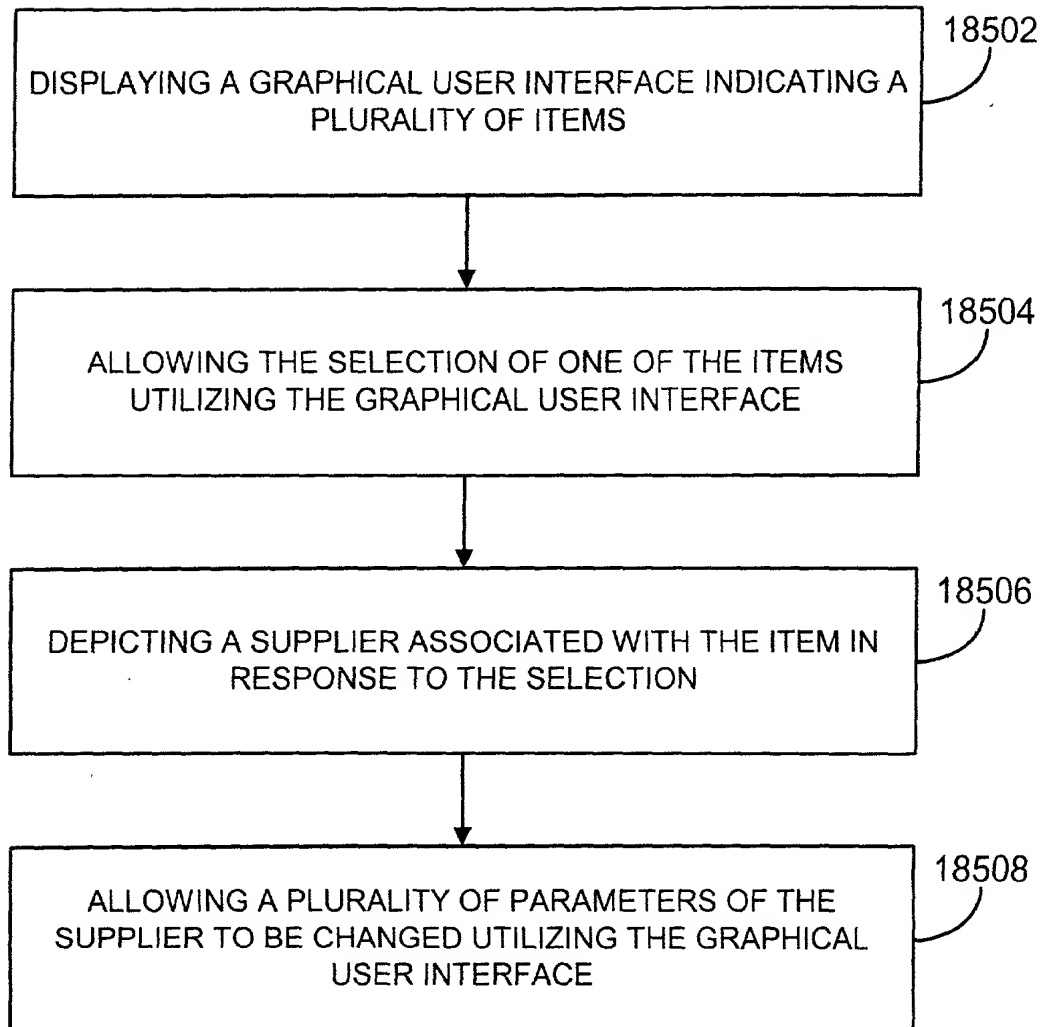 18502
DISPLAYING A GRAPHICAL USER INTERFACE INDICATING A
PLURALITY OF ITEMS
18504
ALLOWING THE SELECTION OF ONE OF THE ITEMS
UTILIZING THE GRAPHICAL USER INTERFACE
18506
DEPICTING A SUPPLIER ASSOCIATED WITH THE ITEM IN
RESPONSE TO THE SELECTION
18508
ALLOWING A PLURALITY OF PARAMETERS OF THE
SUPPLIER TO BE CHANGED UTILIZING THE GRAPHICAL
USER INTERFACE